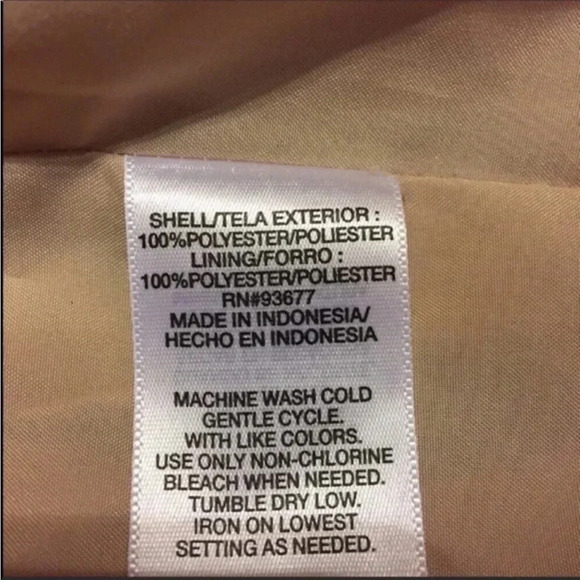 SHELL/TELA EXTERIOR :
100%POLYESTER/POLIESTER
LINING/FORRO :
100%POLYESTER/POLIESTER
RN#93677
MADE IN INDONESIA/
HECHO EN INDONESIA
MACHINE WASH COLD
GENTLE CYCLE.
WITH LIKE COLORS.
USE ONLY NON-CHLORINE
BLEACH WHEN NEEDED.
TUMBLE DRY LOW.
IRON ON LOWEST
SETTING AS NEEDED.